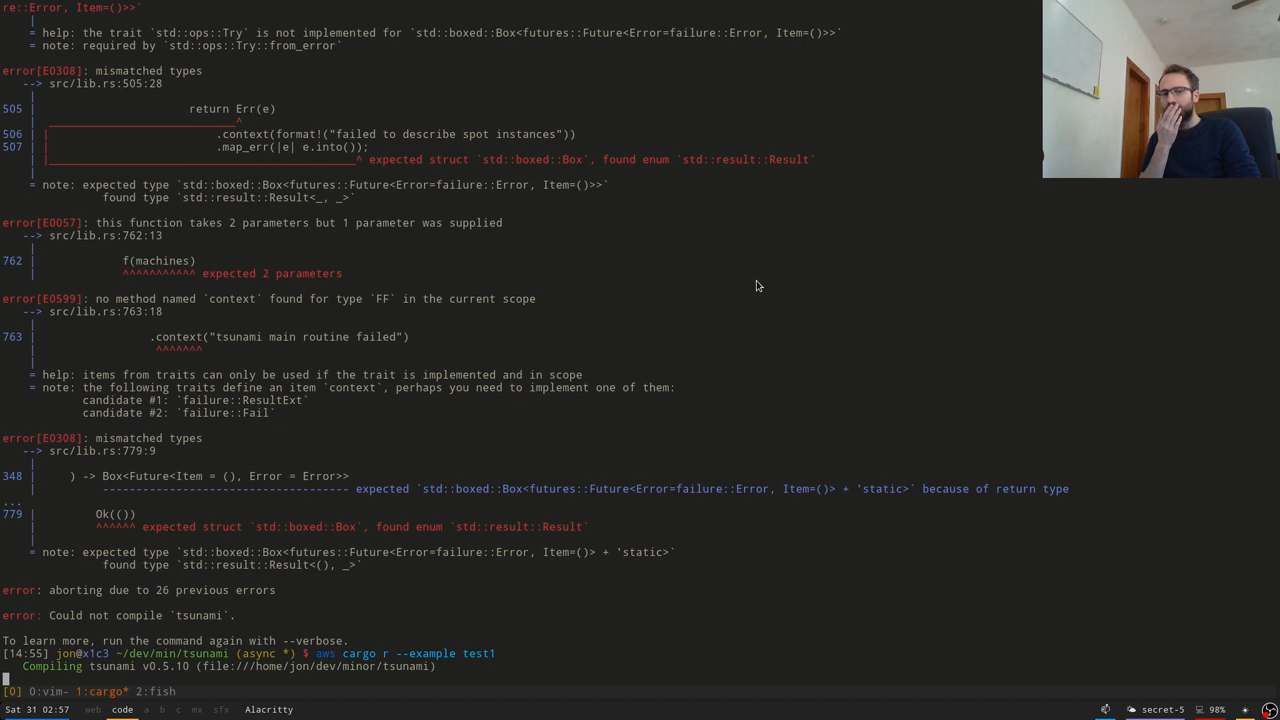 re::Error, Item=()>>`
|
= help: the trait `std::ops::Try` is not implemented for `std::boxed::Box<futures::Future<Error=failure::Error, Item=()>>`
= note: required by `std::ops::Try::from_error`
error[E0308]: mismatched types
--> src/lib.rs:505:28
|
505 | return Err(e)
| ____________________________^
506 | | .context(format!("failed to describe spot instances"))
507 | | .map_err(|e| e.into());
| |______________________________________________^ expected struct `std::boxed::Box`, found enum `std::result::Result`
|
= note: expected type `std::boxed::Box<futures::Future<Error=failure::Error, Item=()>>`
found type `std::result::Result<_, _>`
error[E0057]: this function takes 2 parameters but 1 parameter was supplied
--> src/lib.rs:762:13
|
762 | f(machines)
| ^^^^^^^^^^^ expected 2 parameters
error[E0599]: no method named `context` found for type `FF` in the current scope
--> src/lib.rs:763:18
|
763 | .context("tsunami main routine failed")
| ^^^^^^^
|
= help: items from traits can only be used if the trait is implemented and in scope
= note: the following traits define an item `context`, perhaps you need to implement one of them:
candidate #1: `failure::ResultExt`
candidate #2: `failure::Fail`
error[E0308]: mismatched types
--> src/lib.rs:779:9
|
348 | ) -> Box<Future<Item = (), Error = Error>>
| ------------------------------------- expected `std::boxed::Box<futures::Future<Error=failure::Error, Item=()> + 'static>` because of return type
...
779 | Ok(())
| ^^^^^^ expected struct `std::boxed::Box`, found enum `std::result::Result`
|
= note: expected type `std::boxed::Box<futures::Future<Error=failure::Error, Item=()> + 'static>`
found type `std::result::Result<(), _>`
error: aborting due to 26 previous errors
error: Could not compile `tsunami`.
To learn more, run the command again with --verbose.
[14:55] jon@x1c3 ~/dev/min/tsunami (async *) $ aws cargo r --example test1
Compiling tsunami v0.5.10 (file:///home/jon/dev/minor/tsunami)
[0] 0:vim- 1:cargo* 2:fish
Sat 31 02:57 web code a b c mx sfx Alacritty secret-5 98%